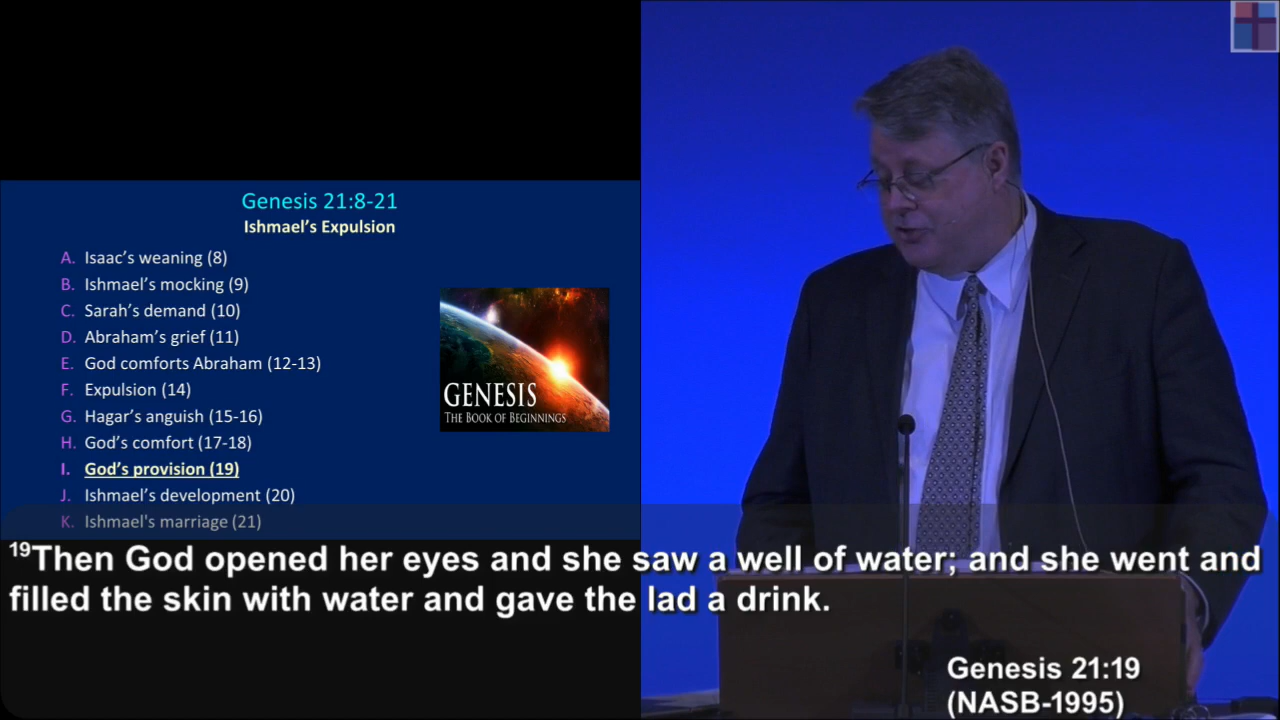 Genesis 21:8-21
Ishmael’s Expulsion
A. Isaac’s weaning (8)
B. Ishmael’s mocking (9)
C. Sarah’s demand (10)
D. Abraham’s grief (11)
E. God comforts Abraham (12-13)
F. Expulsion (14)
G. Hagar’s anguish (15-16)
H. God’s comfort (17-18)
I. God’s provision (19)
J. Ishmael’s development (20)
K. Ishmael's marriage (21)
GENESIS
THE BOOK OF BEGINNINGS
19Then God opened her eyes and she saw a well of water; and she went and
filled the skin with water and gave the lad a drink.
Genesis 21:19
(NASB-1995)